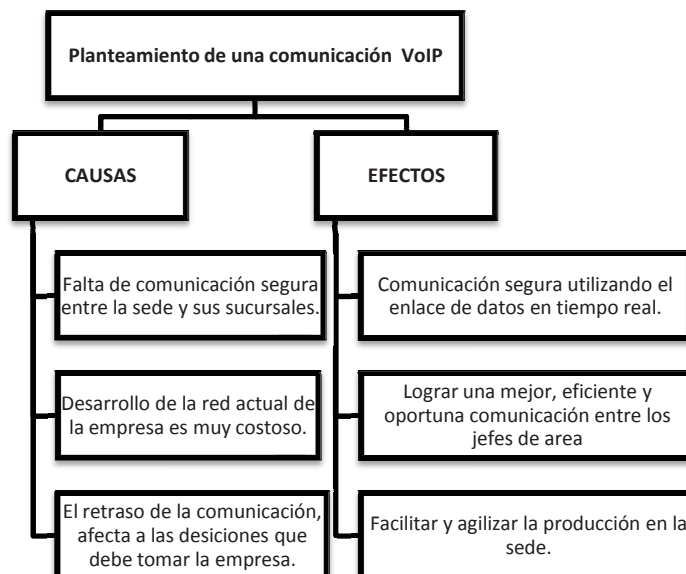 Planteamiento de una comunicación VoIP
CAUSAS
Falta de comunicación segura
entre la sede y sus sucursales.
Desarrollo de la red actual de
la empresa es muy costoso.
El retraso de la comunicación,
afecta a las desiciones que
debe tomar la empresa.
EFECTOS
Comunicación segura utilizando el
enlace de datos en tiempo real.
Lograr una mejor, eficiente y
oportuna comunicación entre los
jefes de area
Facilitar y agilizar la producción en la
sede.